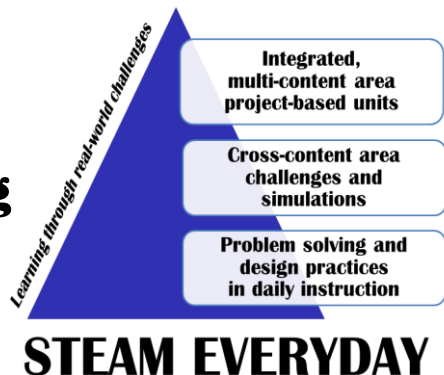 Learning through real-world challenges
Integrated,
multi-content area
project-based units
Cross-content area
challenges and
simulations
Problem solving and
design practices
in daily instruction
STEAM EVERYDAY